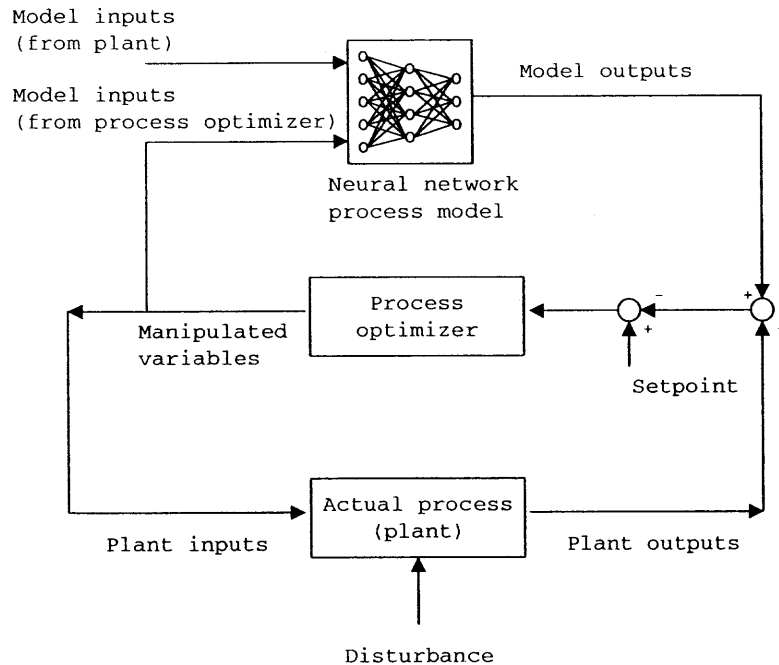 Model inputs
(from plant)
Model inputs
(from process optimizer)
Model outputs
Neural network
process model
Process
optimizer
Manipulated
variables
+
−
+
-
+
Setpoint
Actual process
(plant)
Plant inputs
Plant outputs
Disturbance